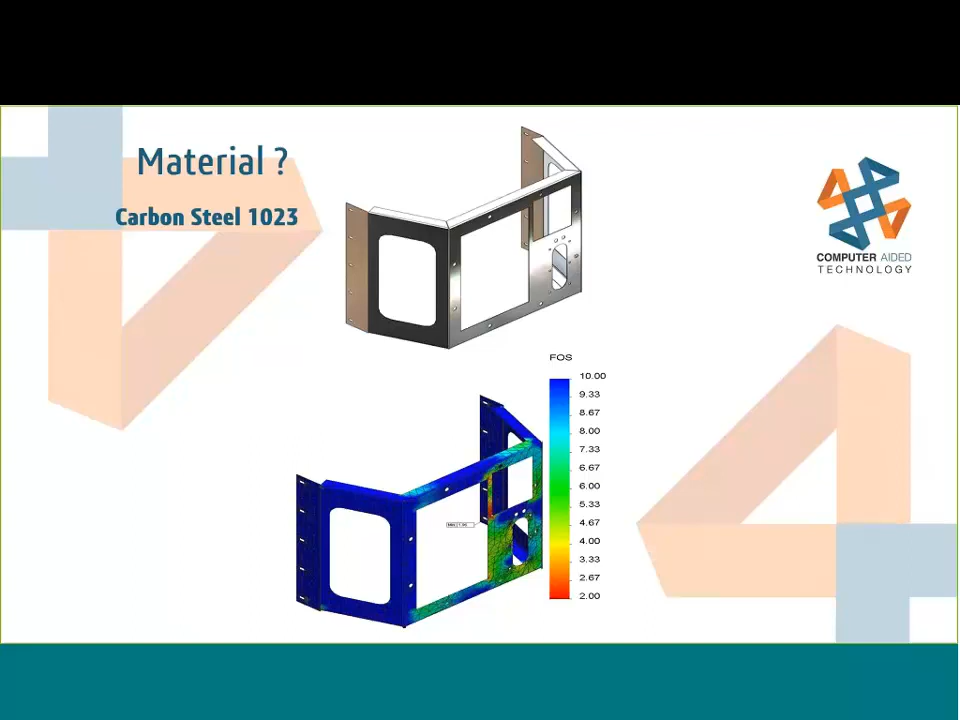 Material ?
Carbon Steel 1023
COMPUTER AIDED
TECHNOLOGY
FOS
10.00
9.33
8.67
8.00
7.33
6.67
6.00
5.33
4.67
4.00
3.33
2.67
2.00